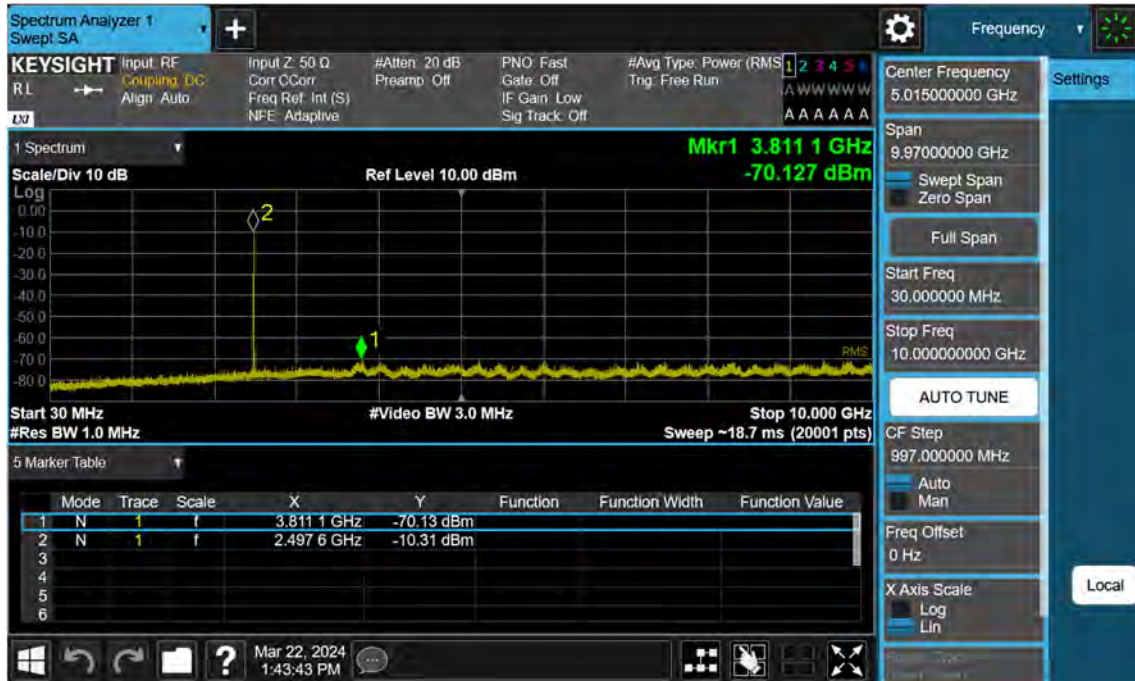 Spectrum Analyzer 1
Swept SA
+
Frequency
KEYSIGHT
RL
LXI
Input: RF
Coupling: DC
Align: Auto
Input Z: 50 Ω
Corr CCorr
Freq Ref: Int (S)
NFE: Adaptive
#Atten: 20 dB
Preamp: Off
PNO: Fast
Gate: Off
IF Gain: Low
Sig Track: Off
#Avg Type: Power (RMS
Trig: Free Run
1 2 3 4 5 6
A W W W W W
A A A A A A
1 Spectrum
Scale/Div 10 dB
Ref Level 10.00 dBm
Mkr1 3.811 1 GHz
-70.127 dBm
Log
0.00
-10.0
-20.0
-30.0
-40.0
-50.0
-60.0
-70.0
-80.0
2
1
RMS
Start 30 MHz
#Video BW 3.0 MHz
Stop 10.000 GHz
#Res BW 1.0 MHz
Sweep ~18.7 ms (20001 pts)
5 Marker Table
Mode Trace Scale X Y Function Function Width Function Value
1 N 1 f 3.811 1 GHz -70.13 dBm
2 N 1 f 2.497 6 GHz -10.31 dBm
3
4
5
6
Mar 22, 2024
1:43:43 PM
?
Center Frequency
5.015000000 GHz
Span
9.97000000 GHz
Swept Span
Zero Span
Full Span
Start Freq
30.000000 MHz
Stop Freq
10.000000000 GHz
AUTO TUNE
CF Step
997.000000 MHz
Auto
Man
Freq Offset
0 Hz
X Axis Scale
Log
Lin
Settings
Local